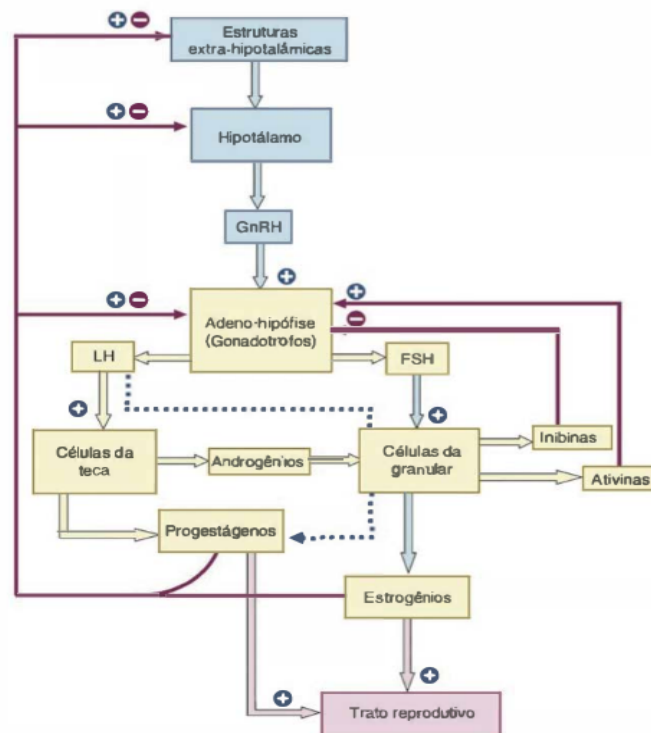 Estruturas
extra-hipotalâmicas
Hipotálamo
GnRH
Adeno-hipófise
(Gonadotrofos)
LH
FSH
Células da
teca
Androgênios
Células da
granular
Inibinas
Ativinas
Progestágenos
Estrogênios
Trato reprodutivo